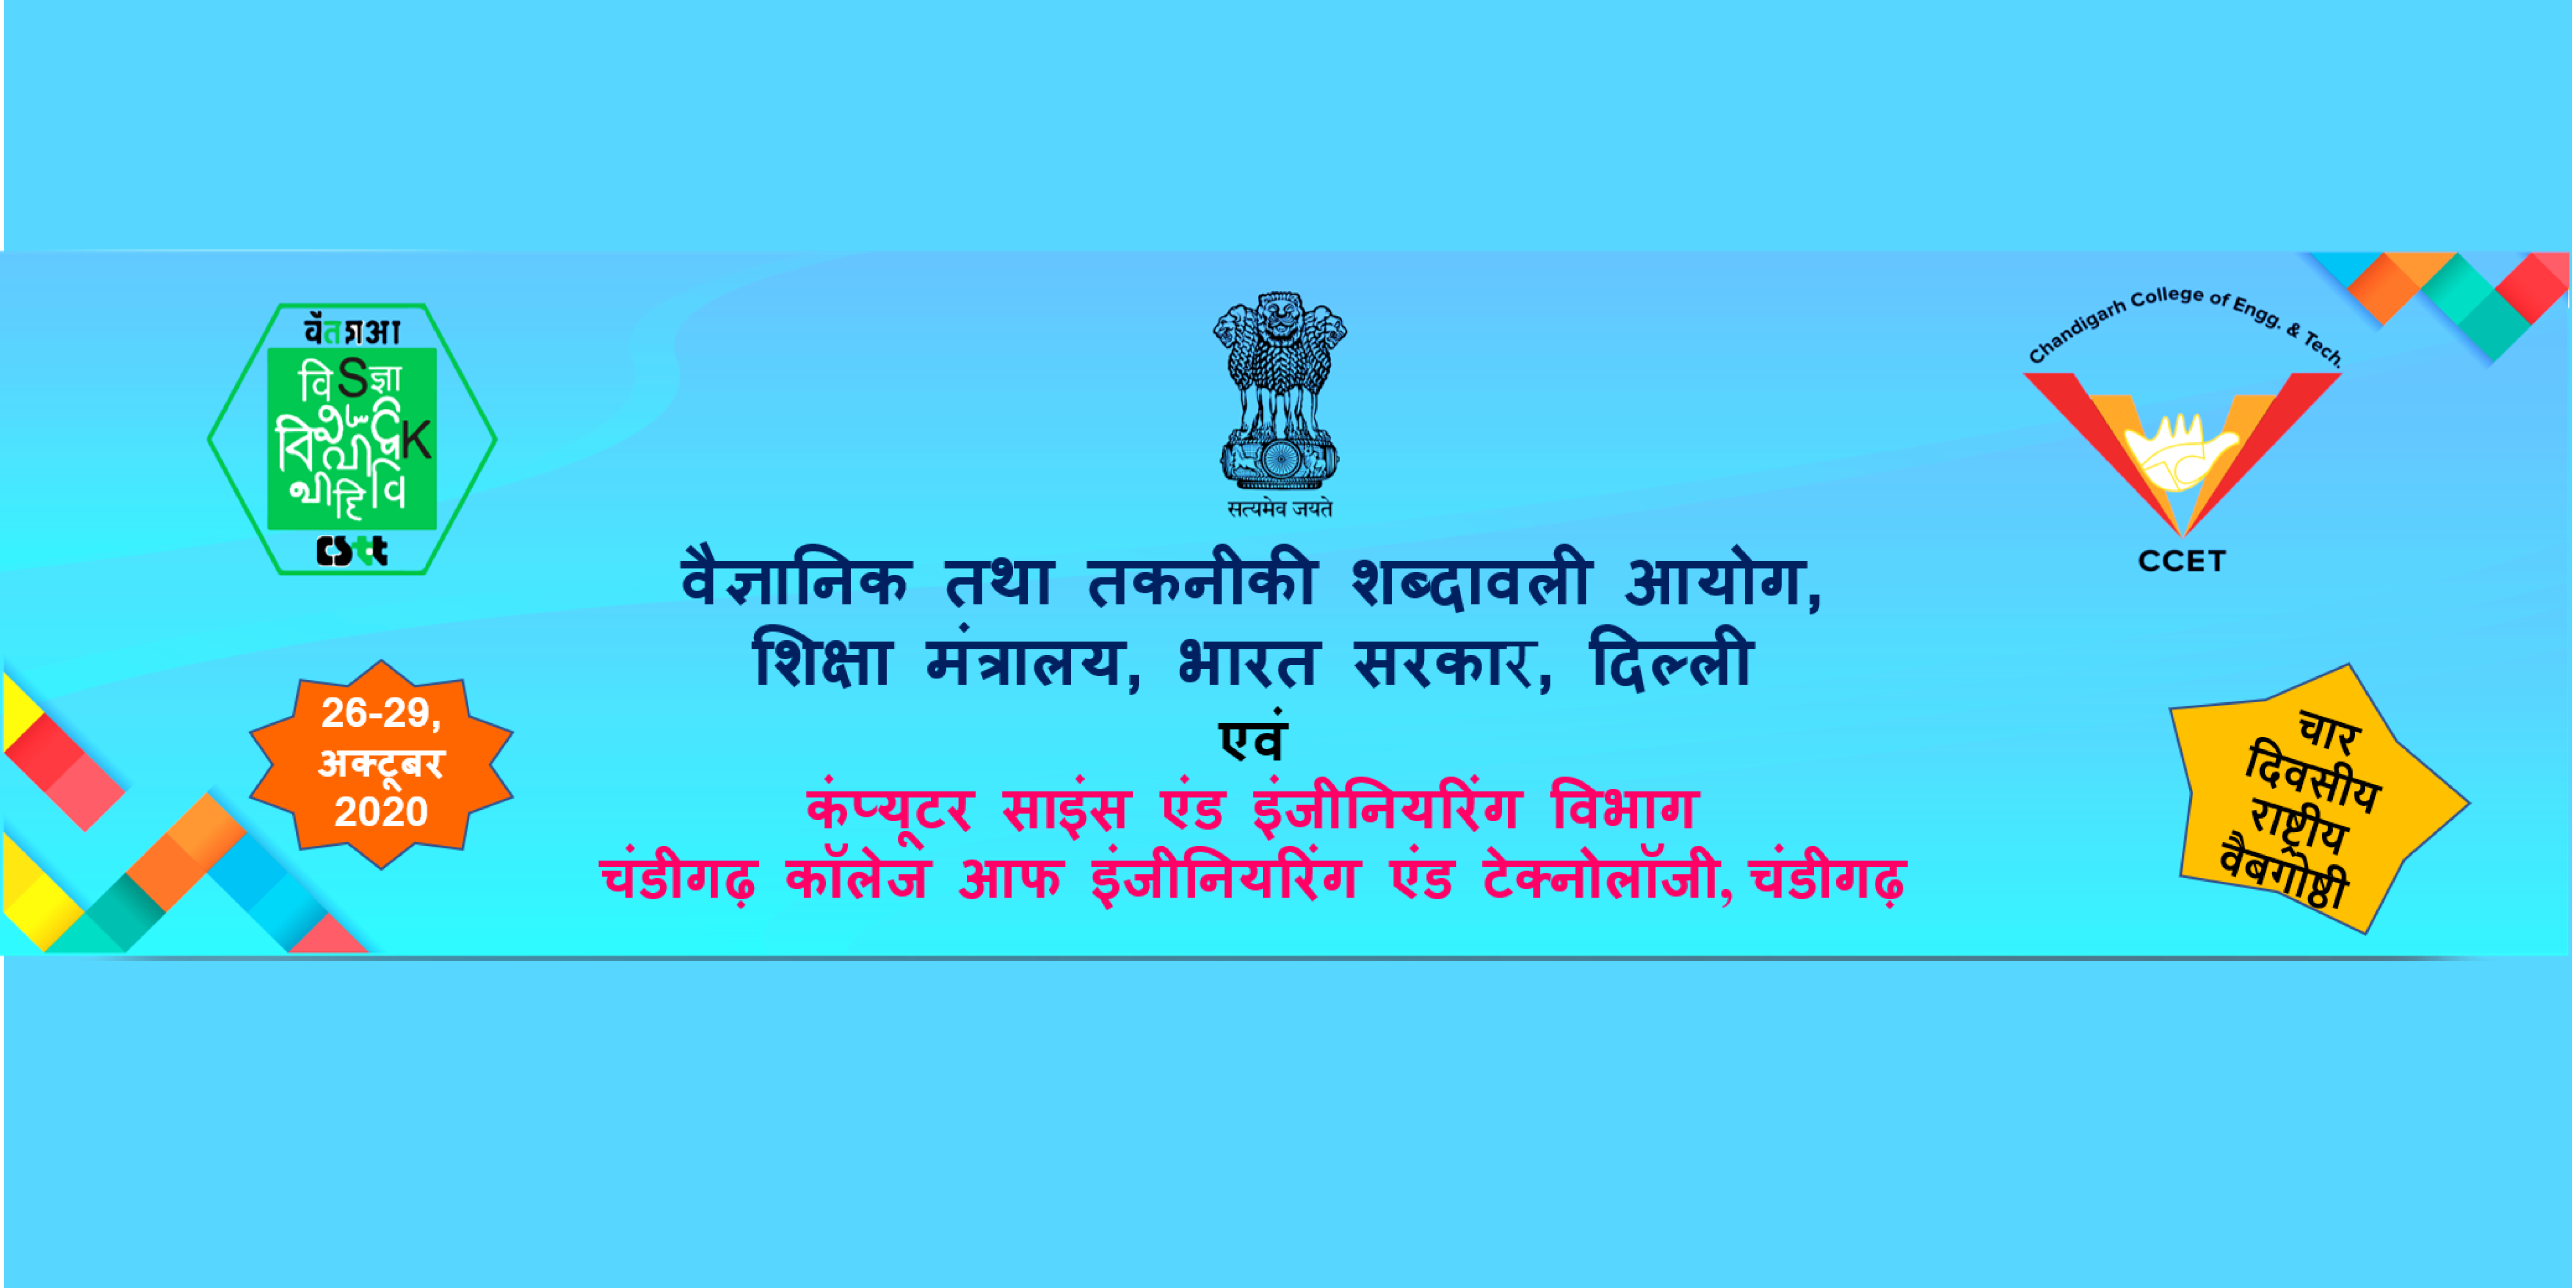 वैतशआ
वि S ज्ञा
K
वि
cstt
सत्यमेव जयते
Chandigarh College of Engg. & Tech.
CCET
वैज्ञानिक तथा तकनीकी शब्दावली आयोग,
शिक्षा मंत्रालय, भारत सरकार, दिल्ली
एवं
कंप्यूटर साइंस एंड इंजीनियरिंग विभाग
चंडीगढ़ कॉलेज आफ इंजीनियरिंग एंड टेक्नोलॉजी, चंडीगढ़
26-29,
अक्टूबर
2020
चार
दिवसीय
राष्ट्रीय
वैबगोष्ठी